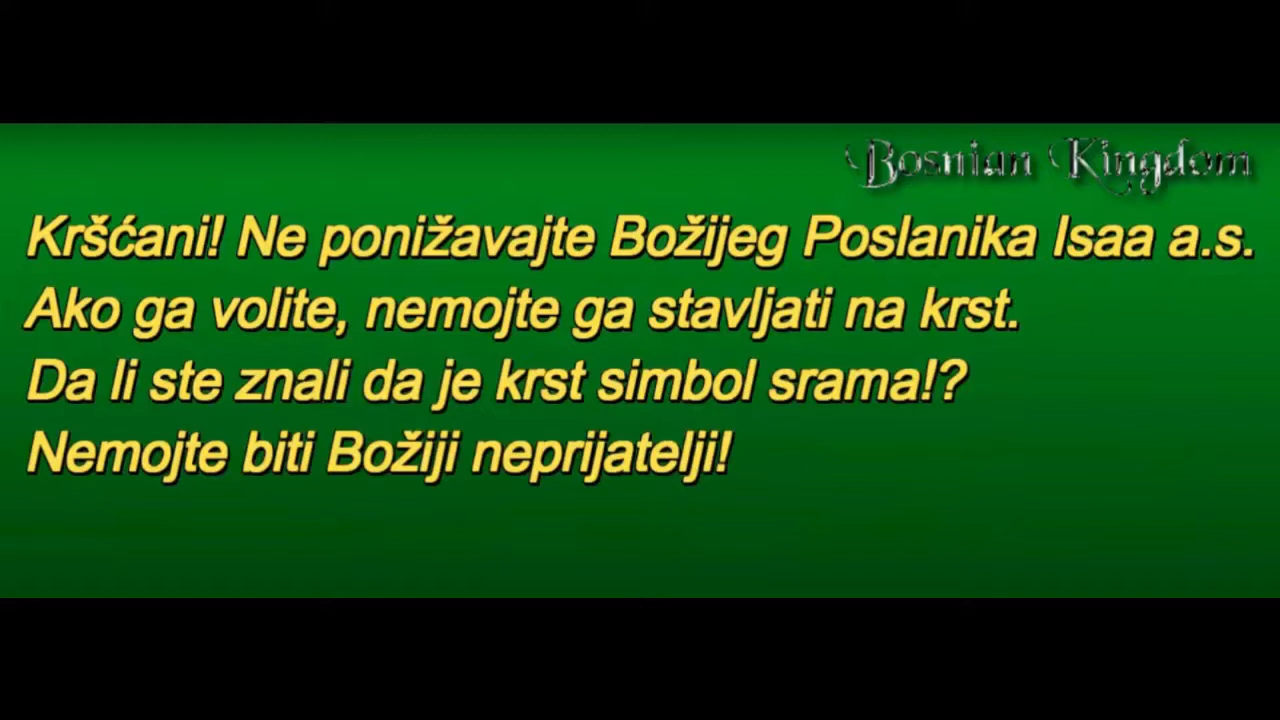 Bosnian Kingdom
Kršćani! Ne ponižavajte Božijeg Poslanika Isaa a.s.
Ako ga volite, nemojte ga stavljati na krst.
Da li ste znali da je krst simbol srama!?
Nemojte biti Božiji neprijatelji!